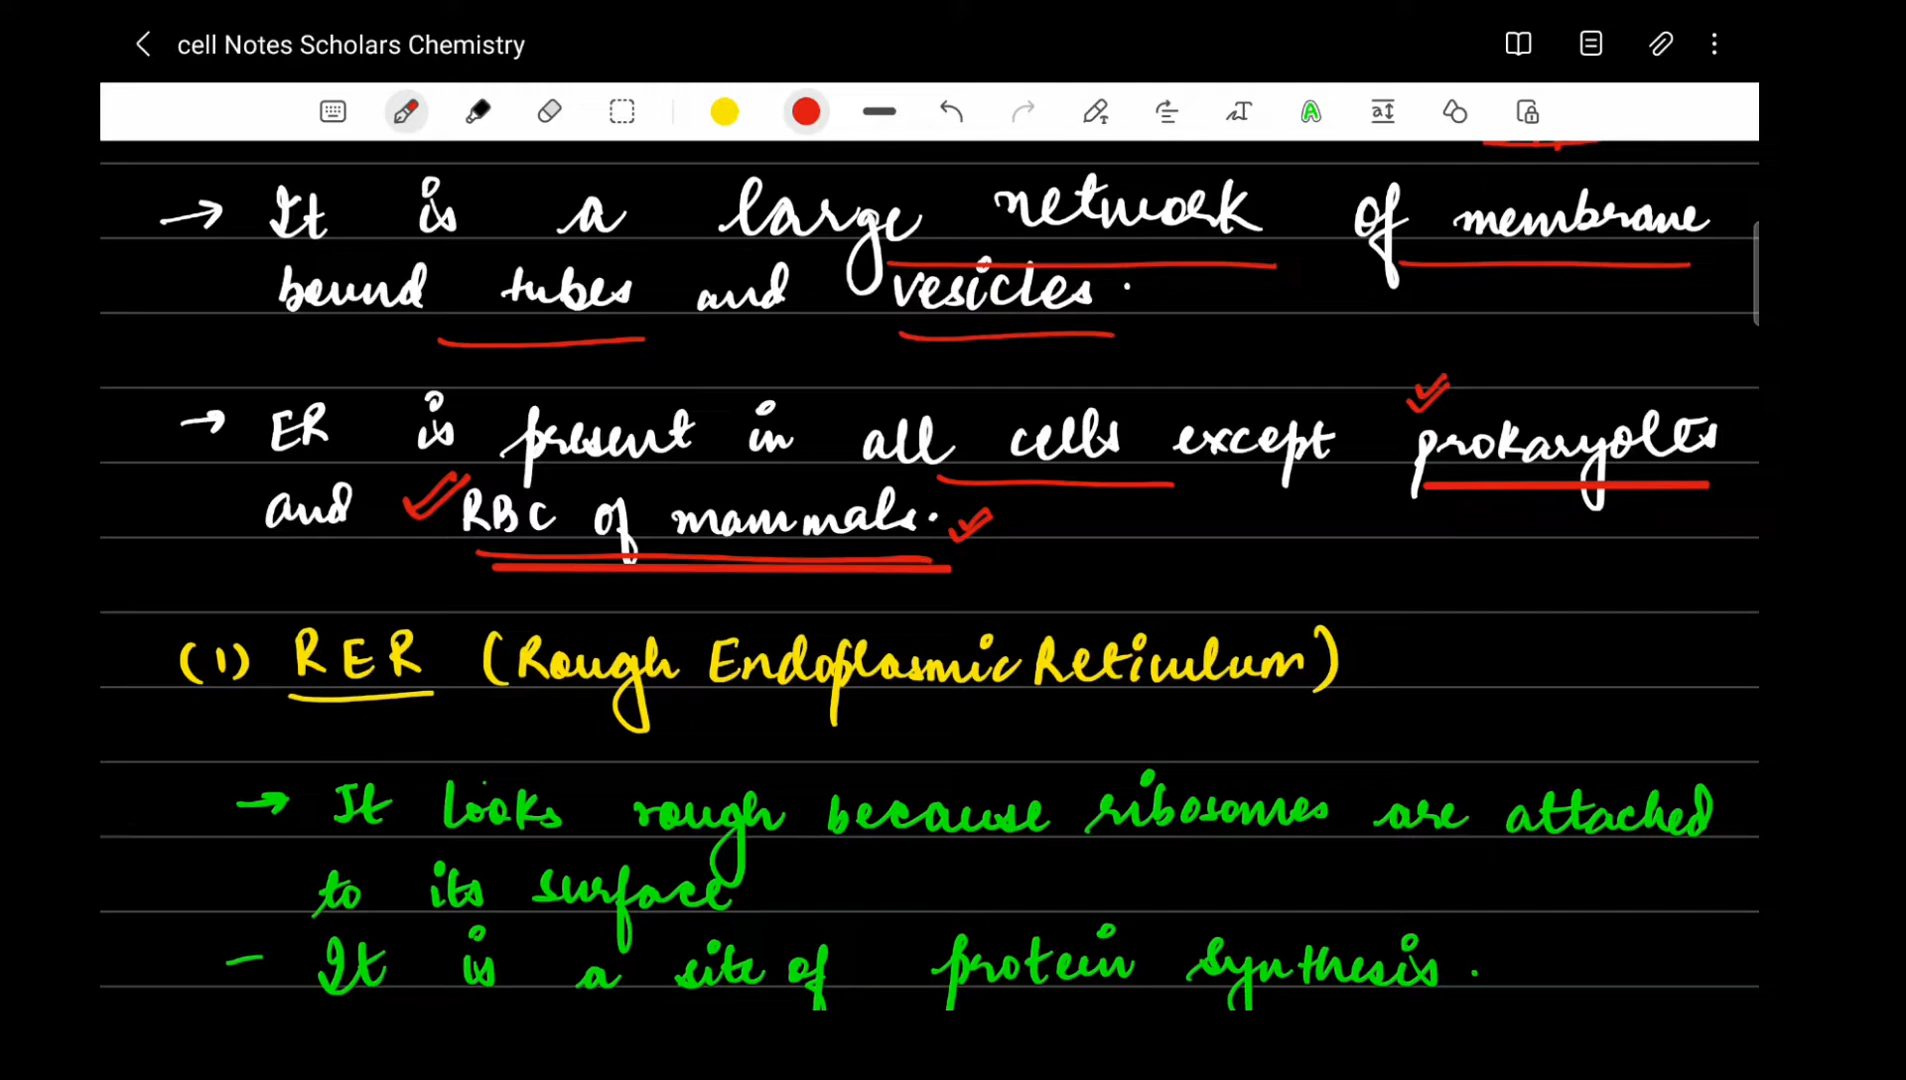 cell Notes Scholars Chemistry
→ It is a large network of membrane
bound tubes and vesicles.
→ ER is present in all cells except prokaryotes
and RBC of mammals.
(1) RER (Rough Endoplasmic Reticulum)
→ It looks rough because ribosomes are attached
to its surface
- It is a site of protein synthesis.